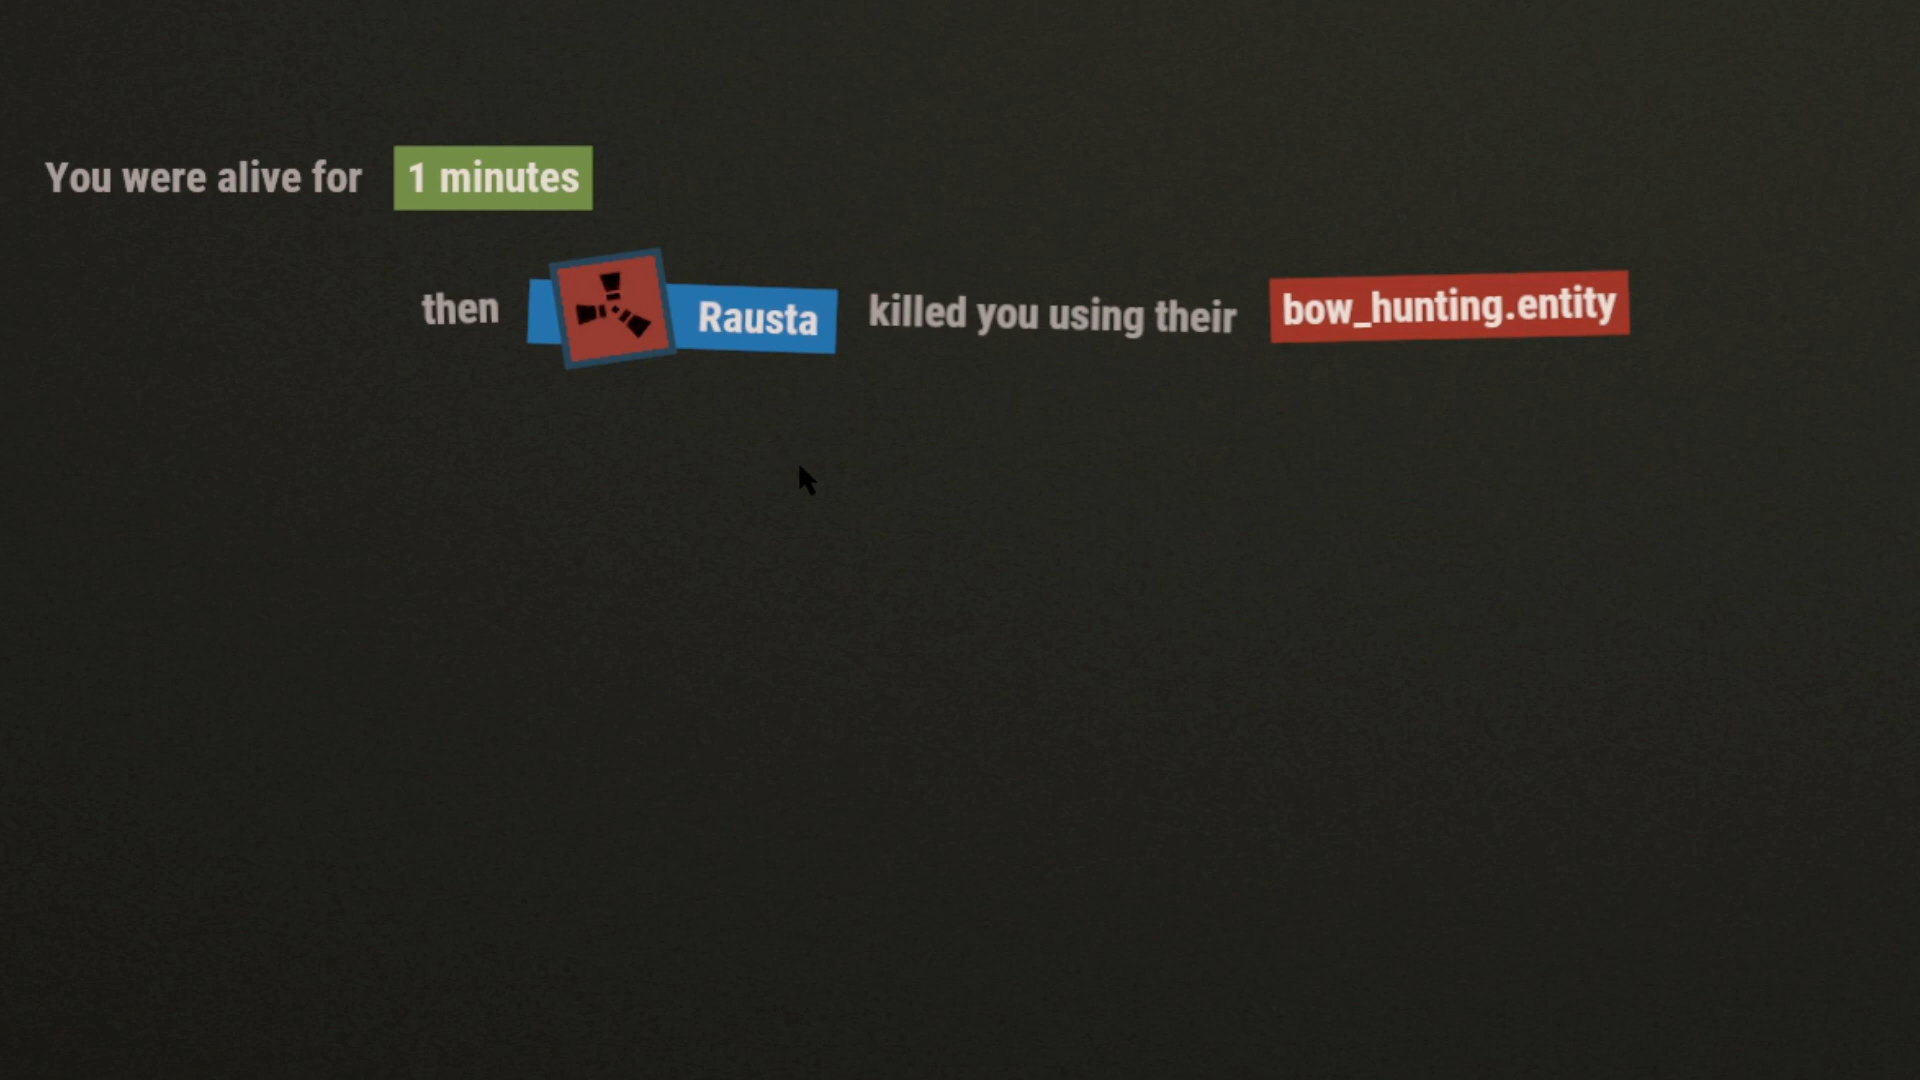 You were alive for 1 minutes
then Rausta killed you using their bow_hunting.entity